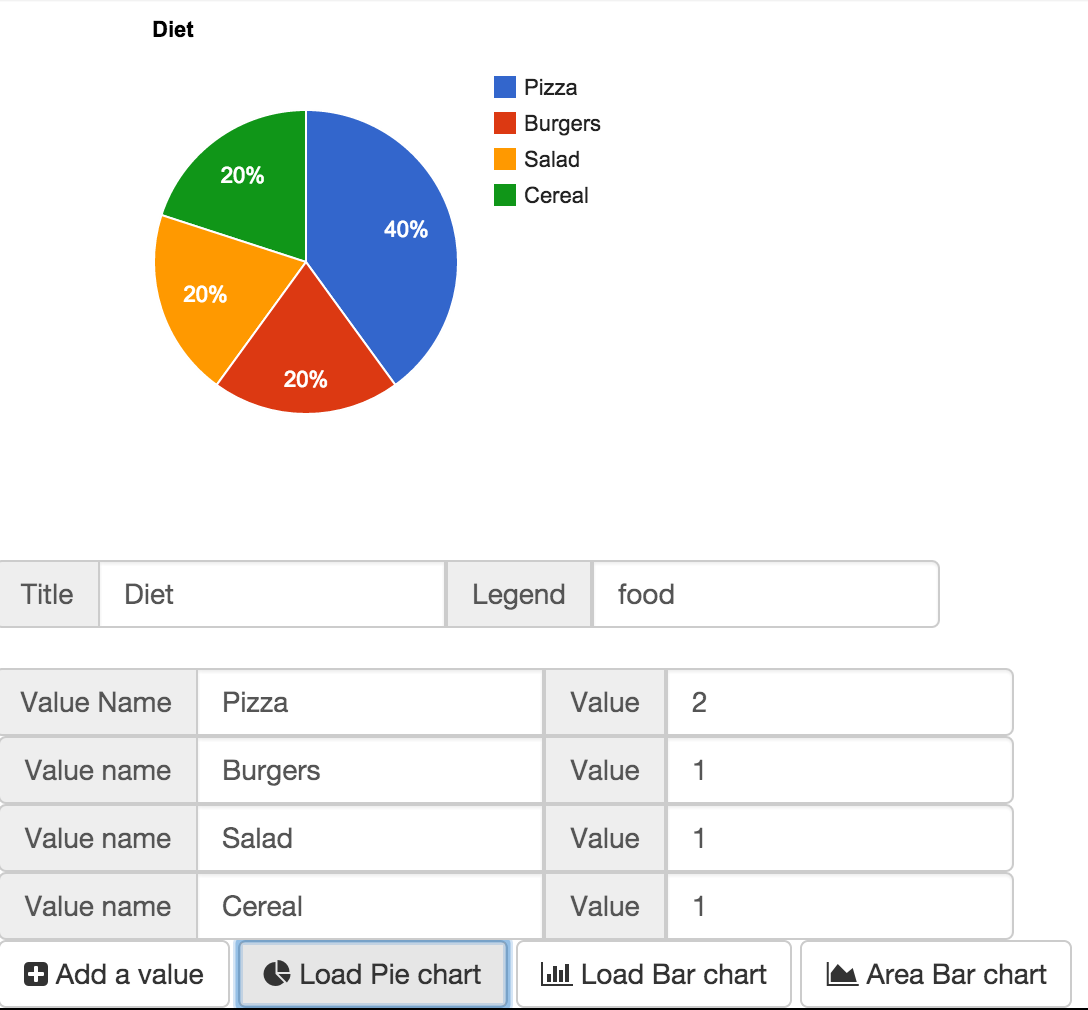 Diet
Pizza
Burgers
Salad
Cereal
20%
40%
20%
20%
Title Diet Legend food
Value Name Pizza Value 2
Value name Burgers Value 1
Value name Salad Value 1
Value name Cereal Value 1
Add a value Load Pie chart Load Bar chart Area Bar chart